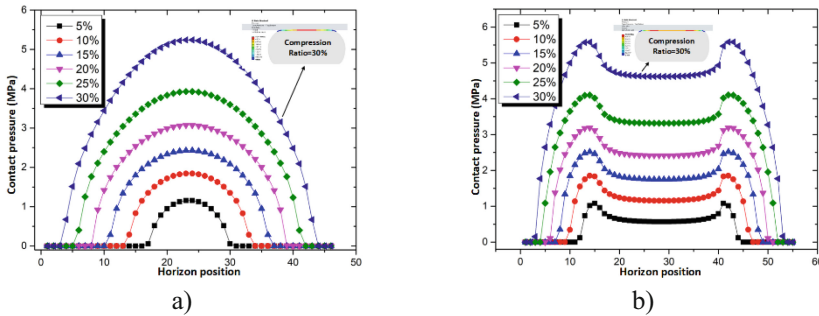 5%
10%
15%
20%
25%
30%
Compression
Ratio=30%
Contact pressure (MPa)
6
5
4
3
2
1
0
0 10 20 30 40 50
Horizon position
a)
5%
10%
15%
20%
25%
30%
Compression
Ratio=30%
Contact pressure (MPa)
6
5
4
3
2
1
0
0 10 20 30 40 50 60
Horizon position
b)